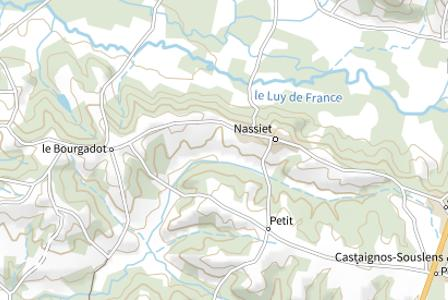 le Luy de France
Nassiet
le Bourgadot
Petit
Castaignos-Souslens
P